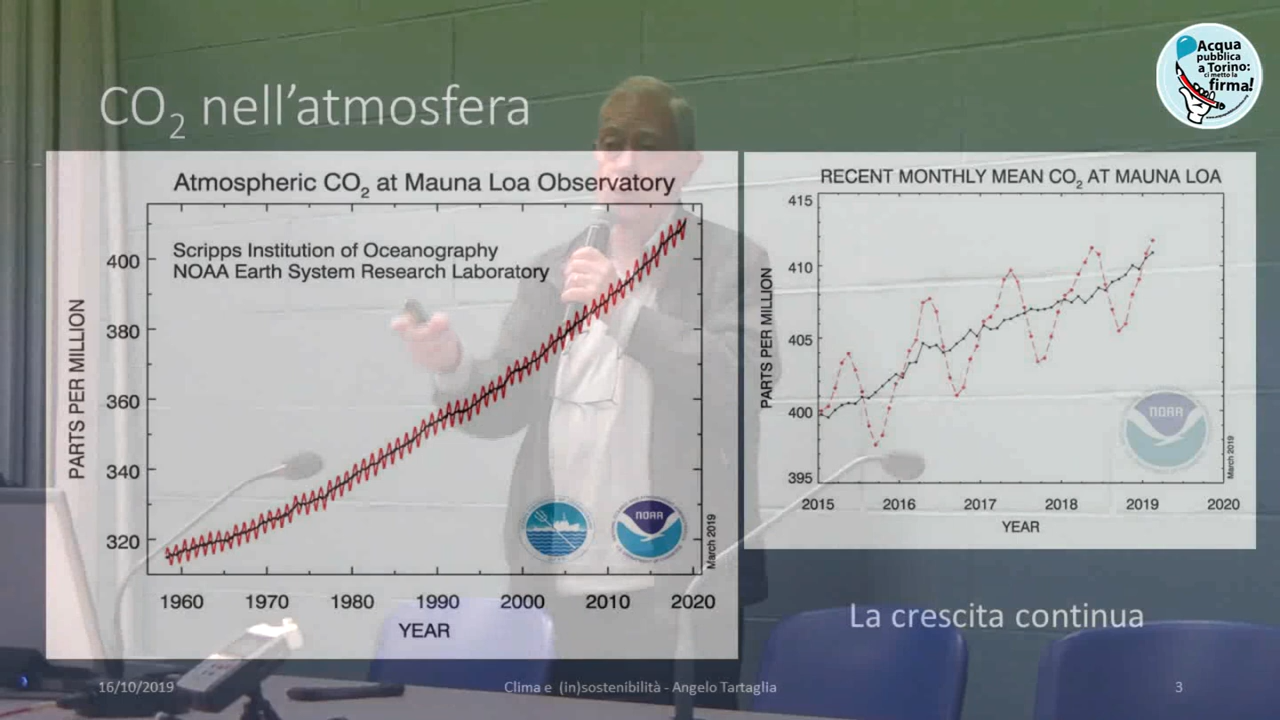 CO₂ nell'atmosfera
Acqua
pubblica
a Torino:
ci metto la
firma!
Atmospheric CO₂ at Mauna Loa Observatory
Scripps Institution of Oceanography
NOAA Earth System Research Laboratory
PARTS PER MILLION
400
380
360
340
320
1960 1970 1980 1990 2000 2010 2020
YEAR
NOAA
March 2019
RECENT MONTHLY MEAN CO₂ AT MAUNA LOA
PARTS PER MILLION
415
410
405
400
395
2015 2016 2017 2018 2019 2020
YEAR
NOAA
March 2019
La crescita continua
16/10/2019
Clima e (in)sostenibilità - Angelo Tartaglia
3